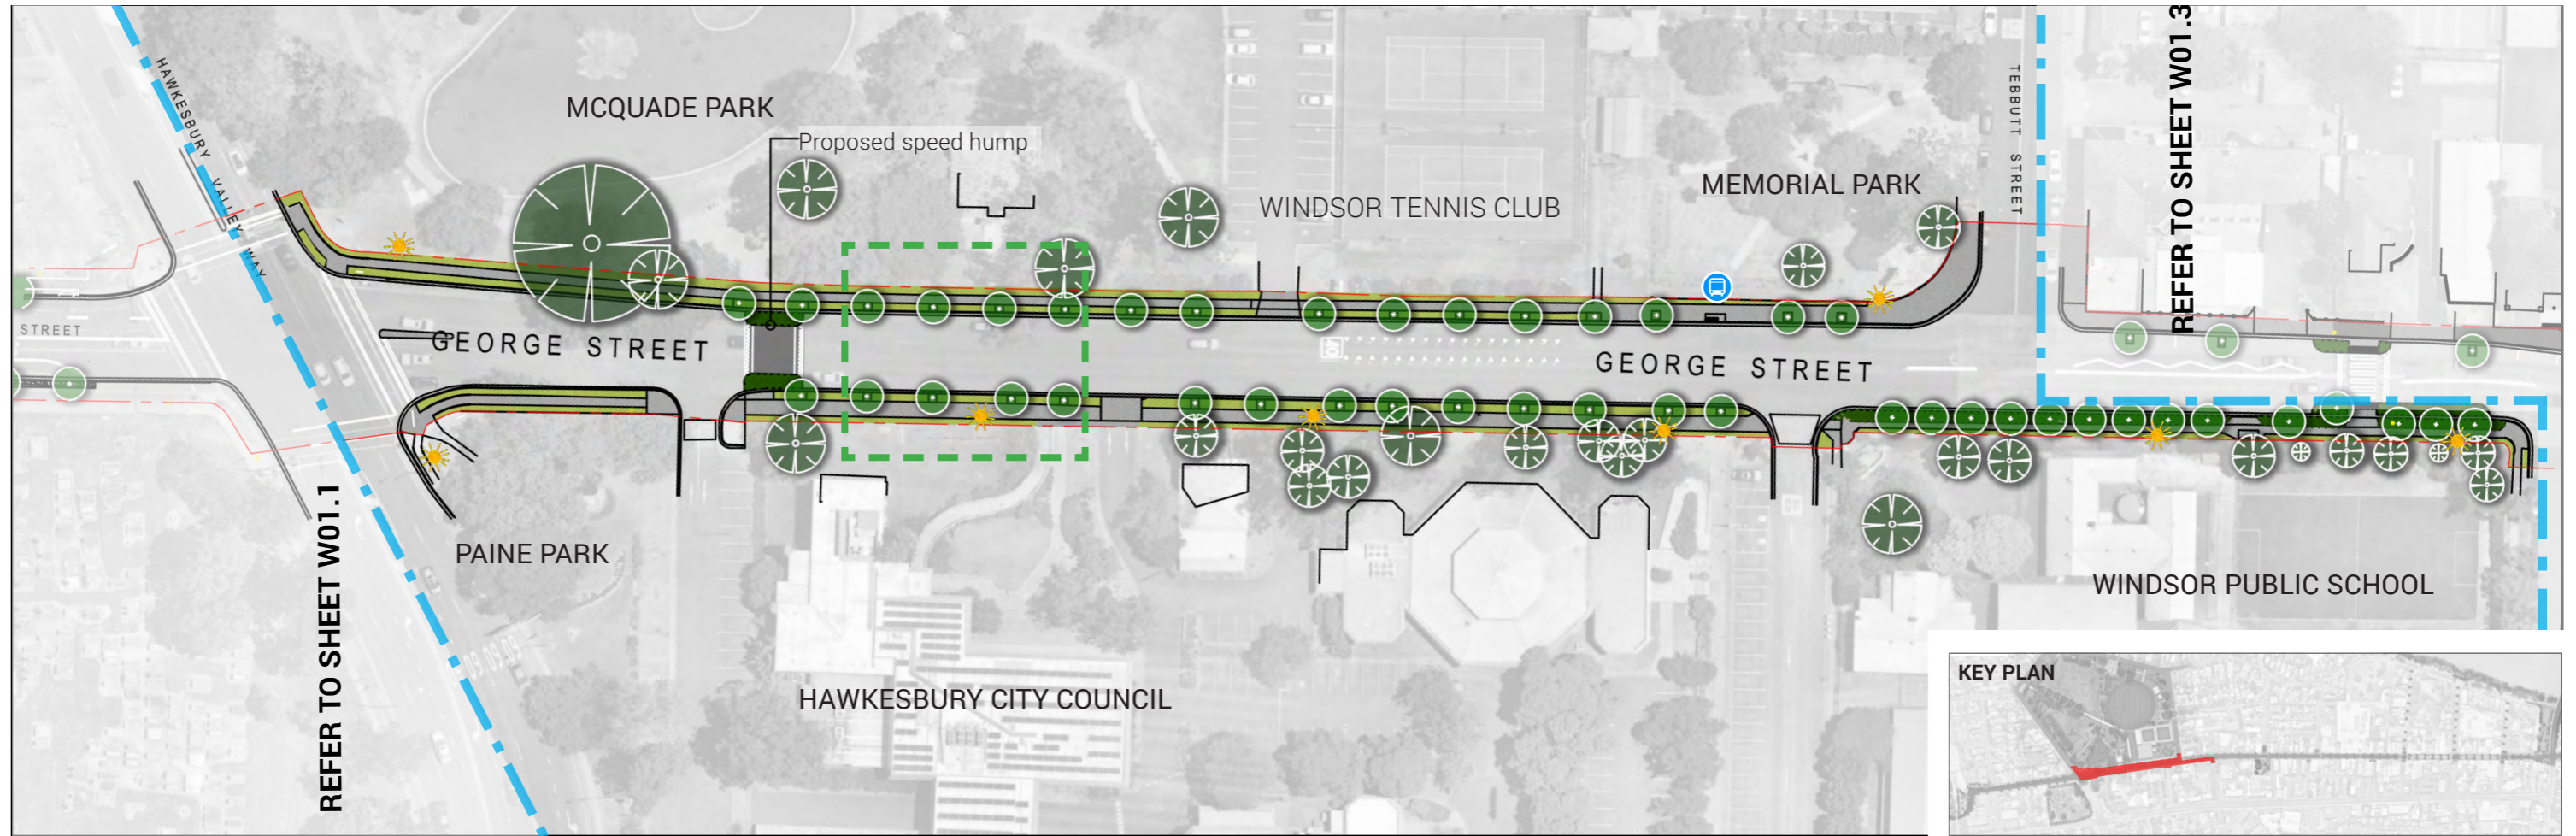 HAWKESBURY VALLEY WAY
MCQUADE PARK
Proposed speed hump
WINDSOR TENNIS CLUB
MEMORIAL PARK
TEBBUTT STREET
REFER TO SHEET W01.3
STREET
GEORGE STREET
GEORGE STREET
40
REFER TO SHEET W01.1
PAINE PARK
HAWKESBURY CITY COUNCIL
WINDSOR PUBLIC SCHOOL
KEY PLAN